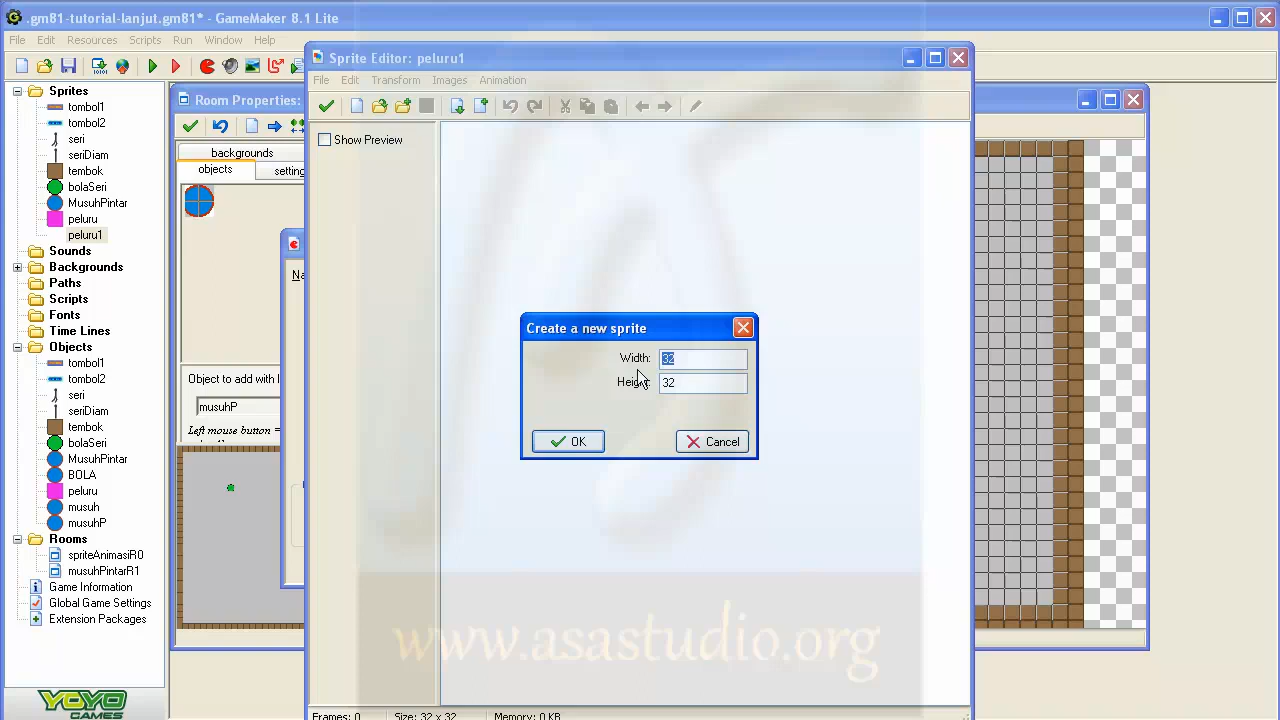 .gm81-tutorial-lanjut.gm81* - GameMaker 8.1 Lite
File Edit Resources Scripts Run Window Help
Sprites
tombol1
tombol2
seri
seriDiam
tembok
bolaSeri
MusuhPintar
peluru
peluru1
Sounds
Backgrounds
Paths
Scripts
Fonts
Time Lines
Objects
tombol1
tombol2
seri
seriDiam
tembok
bolaSeri
MusuhPintar
BOLA
peluru
musuh
musuhP
Rooms
spriteAnimasiR0
musuhPintarR1
Game Information
Global Game Settings
Extension Packages
YOYO
GAMES
Room Properties:
backgrounds
objects
Object to add with
musuhP
Left mouse button =
Sprite Editor: peluru1
File Edit Transform Images Animation
Show Preview
Create a new sprite
Width: 32
Height: 32
OK
Cancel
www.asastudio.org
Frames: 0
Size: 32 x 32
Memory: 0 KB